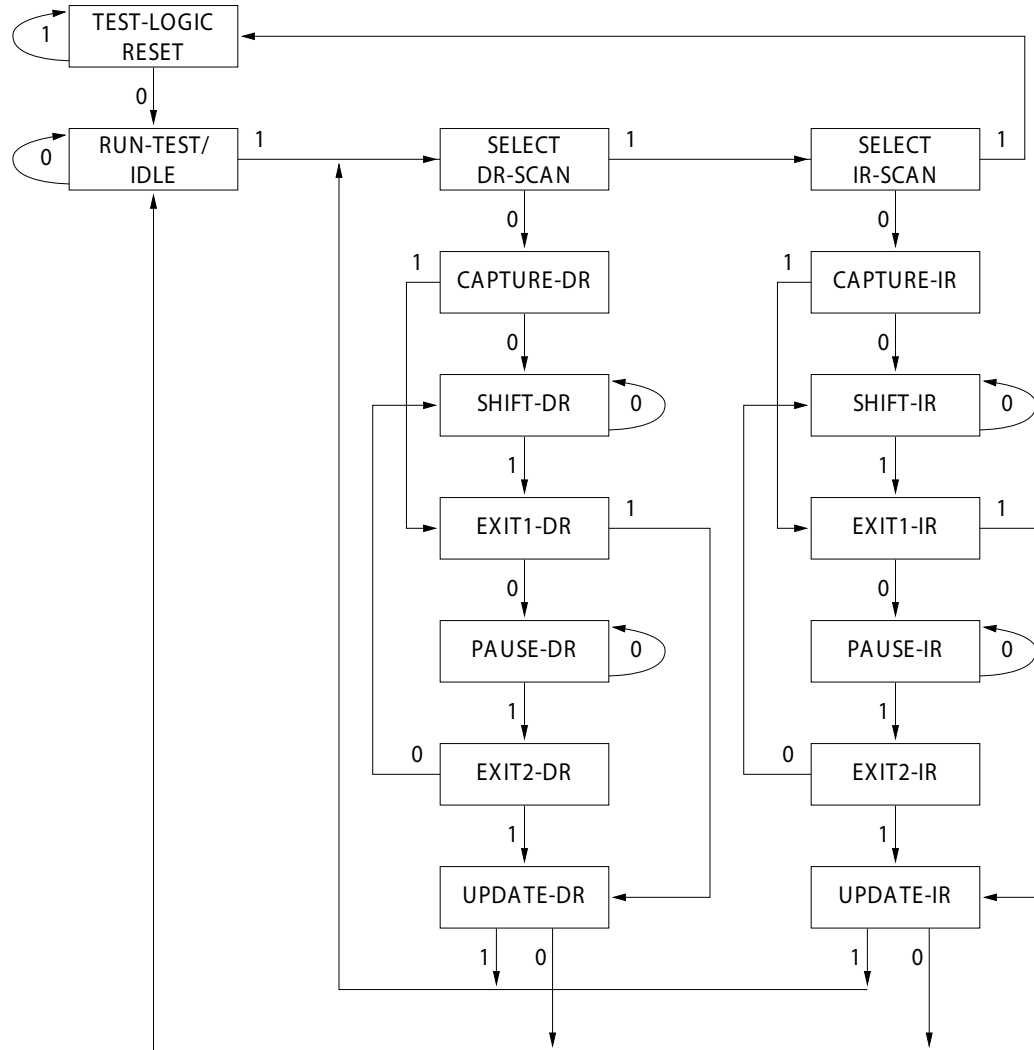 TEST-LOGIC
RESET
1
0
RUN-TEST/
IDLE
0
1
SELECT
DR-SCAN
1
SELECT
IR-SCAN
1
0
0
1
CAPTURE-DR
1
CAPTURE-IR
0
0
SHIFT-DR
0
SHIFT-IR
0
1
1
EXIT1-DR
1
EXIT1-IR
1
0
0
PAUSE-DR
0
PAUSE-IR
0
1
1
0
EXIT2-DR
0
EXIT2-IR
1
1
UPDATE-DR
UPDATE-IR
1
0
1
0